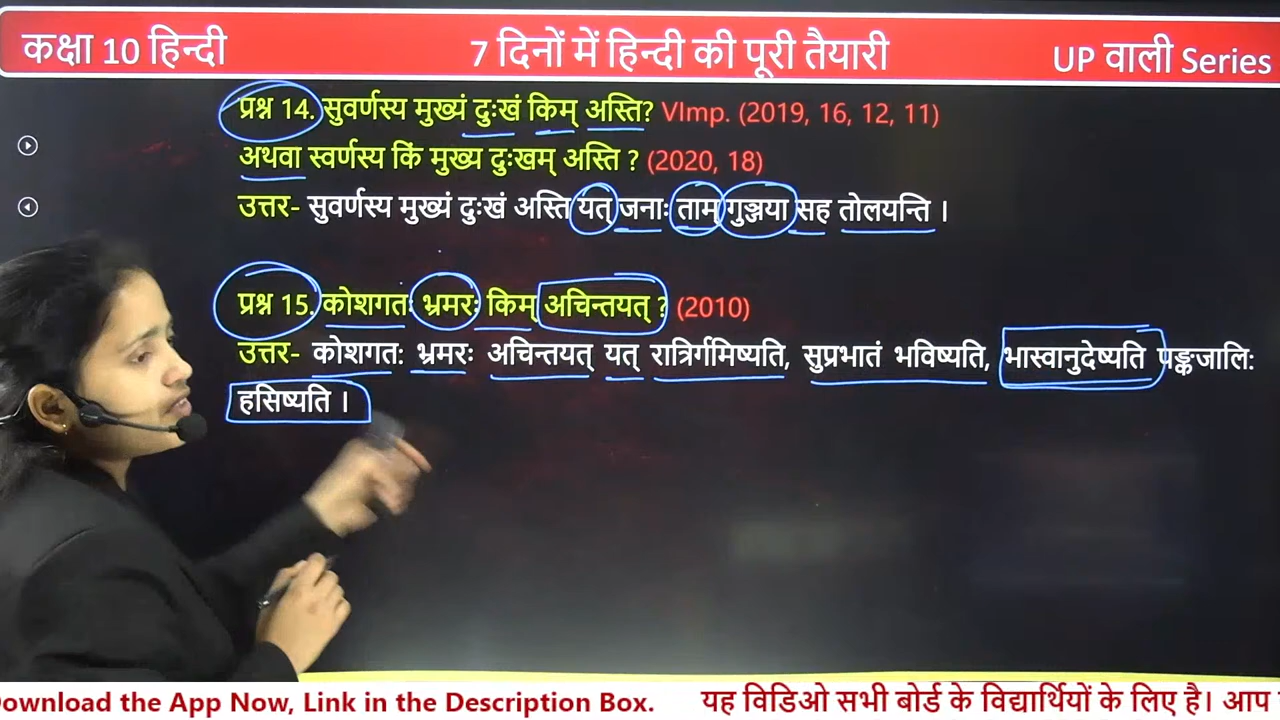 कक्षा 10 हिन्दी 7 दिनों में हिन्दी की पूरी तैयारी UP वाली Series
प्रश्न 14. सुवर्णस्य मुख्यं दुःखं किम् अस्ति? VImp. (2019, 16, 12, 11)
अथवा स्वर्णस्य किं मुख्य दुःखम् अस्ति ? (2020, 18)
उत्तर- सुवर्णस्य मुख्यं दुःखं अस्ति यत् जनाः ताम् गुञ्जया सह तोलयन्ति ।
प्रश्न 15. कोशगतः भ्रमरः किम् अचिन्तयत् ? (2010)
उत्तर- कोशगत: भ्रमरः अचिन्तयत् यत् रात्रिर्गमिष्यति, सुप्रभातं भविष्यति, भास्वानुदेष्यति पङ्कजालि:
हसिष्यति ।
ownload the App Now, Link in the Description Box. यह विडिओ सभी बोर्ड के विद्यार्थियों के लिए है। आप